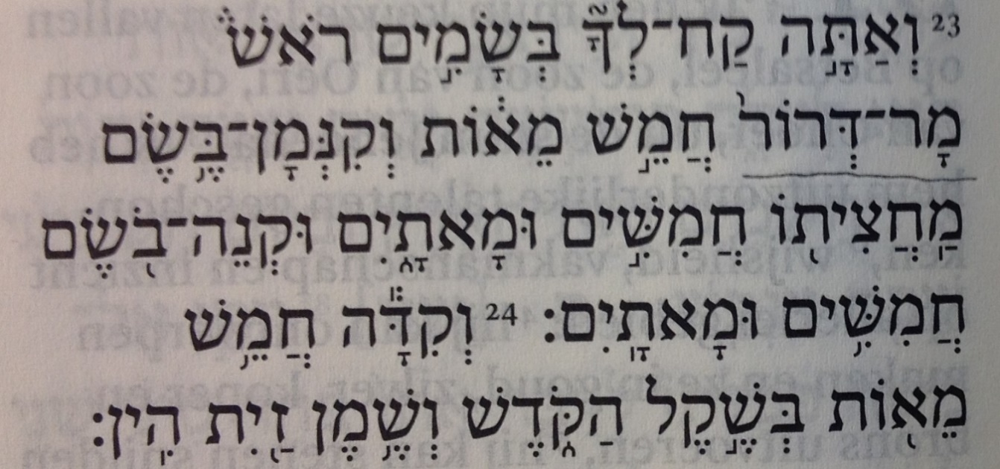 23 וְאַתָּ֣ה קַח־לְךָ֮ בְּשָׂמִ֣ים רֹאשׁ֒
מָר־דְּרוֹר֙ חֲמֵ֣שׁ מֵא֔וֹת וְקִנְּמָן־בֶּ֥שֶׂם
מַחֲצִית֖וֹ חֲמִשִּׁ֣ים וּמָאתָ֑יִם וּקְנֵה־בֹ֖שֶׂם
חֲמִשִּׁ֥ים וּמָאתָֽיִם׃ 24 וְקִדָּ֕ה חֲמֵ֥שׁ
מֵא֖וֹת בְּשֶׁ֣קֶל הַקֹּ֑דֶשׁ וְשֶׁ֥מֶן זַ֖יִת הִֽין׃